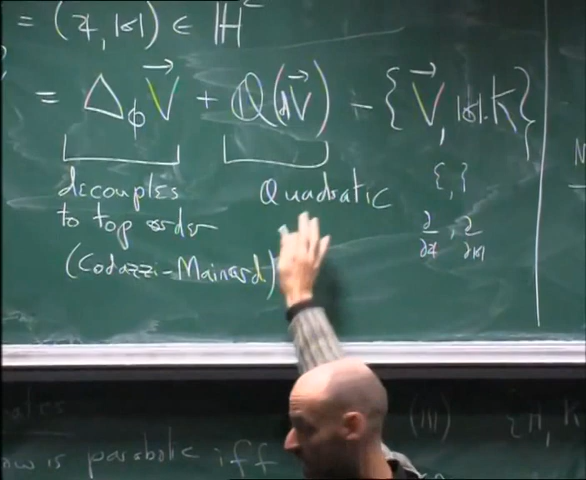 = (x, |x|) ∈ ℍ²
= Δ_ϕ V⃗ + Q(dV⃗) − { V⃗, |x|·K }
decouples Quadratic { , }
to top order ∂/∂x , ∂/∂|x|
(Codazzi-Mainardi)
(iii) {H, K
is parabolic iff